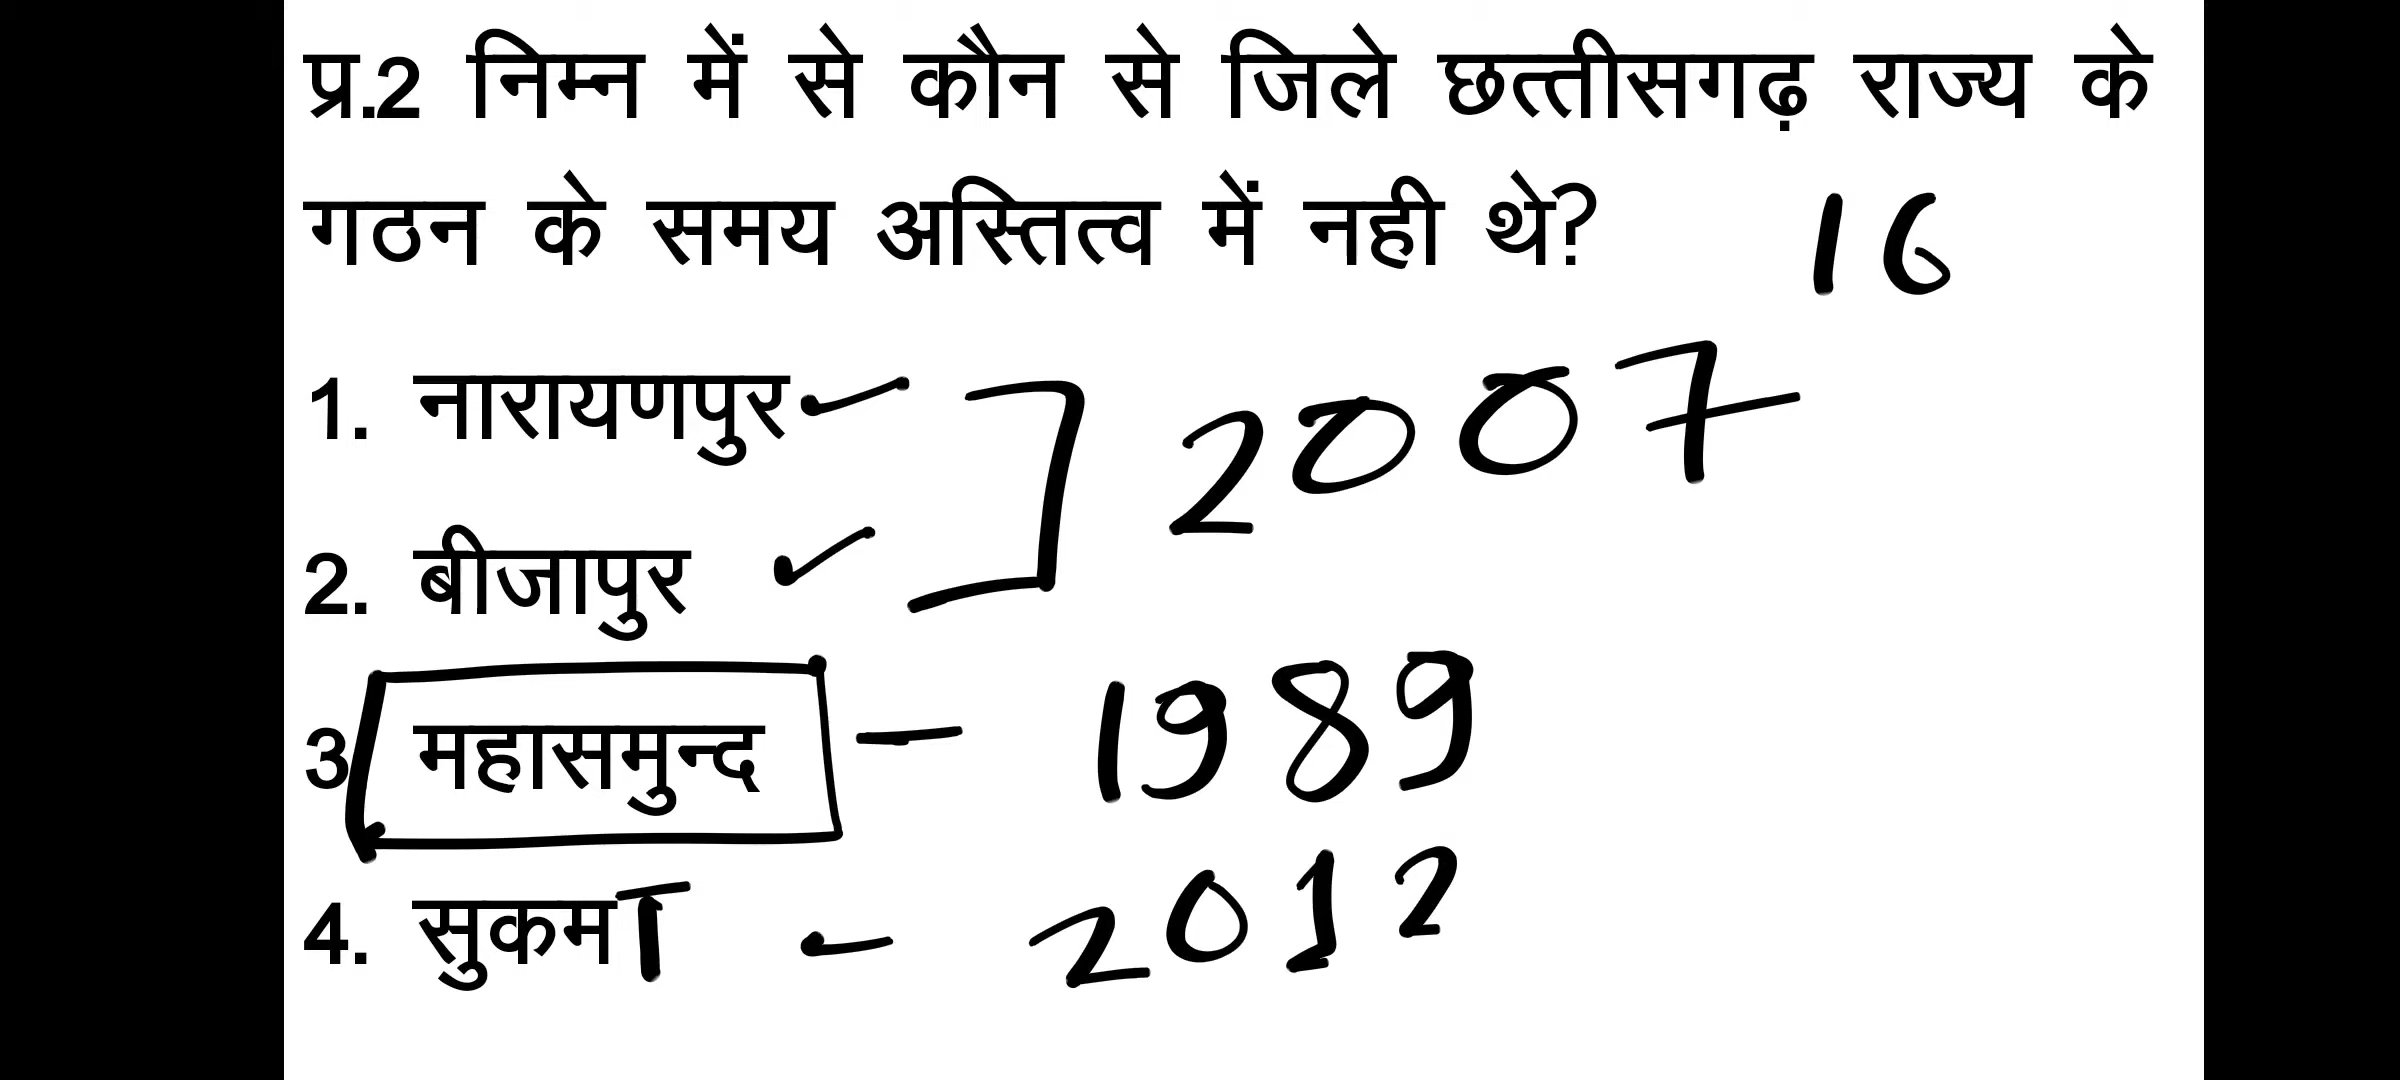 प्र.2 निम्न में से कौन से जिले छत्तीसगढ़ राज्य के
गठन के समय अस्तित्व में नही थे? 16
1. नारायणपुर 2007
2. बीजापुर
3 महासमुन्द - 1989
4. सुकमा - 2012